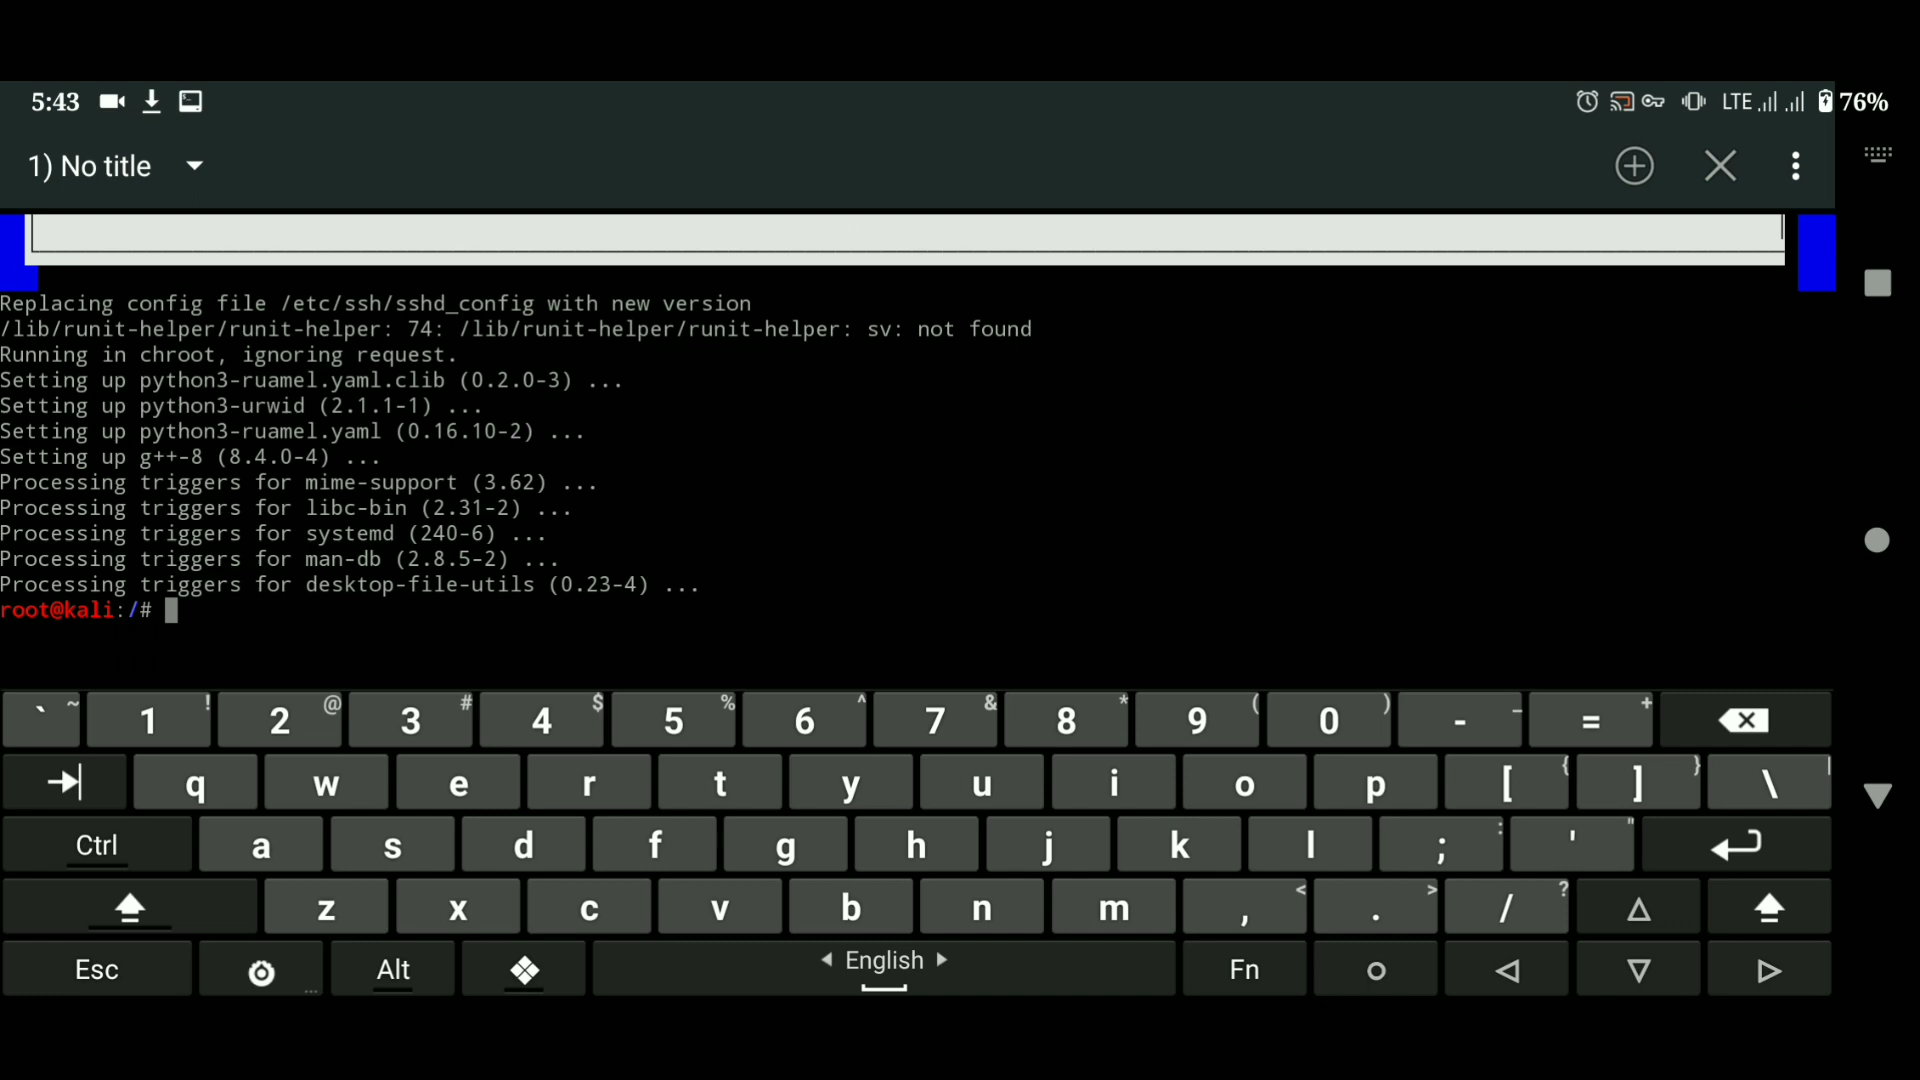 5:43 LTE 76%
1) No title
Replacing config file /etc/ssh/sshd_config with new version
/lib/runit-helper/runit-helper: 74: /lib/runit-helper/runit-helper: sv: not found
Running in chroot, ignoring request.
Setting up python3-ruamel.yaml.clib (0.2.0-3) ...
Setting up python3-urwid (2.1.1-1) ...
Setting up python3-ruamel.yaml (0.16.10-2) ...
Setting up g++-8 (8.4.0-4) ...
Processing triggers for mime-support (3.62) ...
Processing triggers for libc-bin (2.31-2) ...
Processing triggers for systemd (240-6) ...
Processing triggers for man-db (2.8.5-2) ...
Processing triggers for desktop-file-utils (0.23-4) ...
root@kali:/#
` ~ 1 ! 2 @ 3 # 4 $ 5 % 6 ^ 7 & 8 * 9 ( 0 ) - _ = +
q w e r t y u i o p [ { ] } \ |
Ctrl a s d f g h j k l ; : ' "
z x c v b n m , < . > / ?
Esc ... Alt English Fn